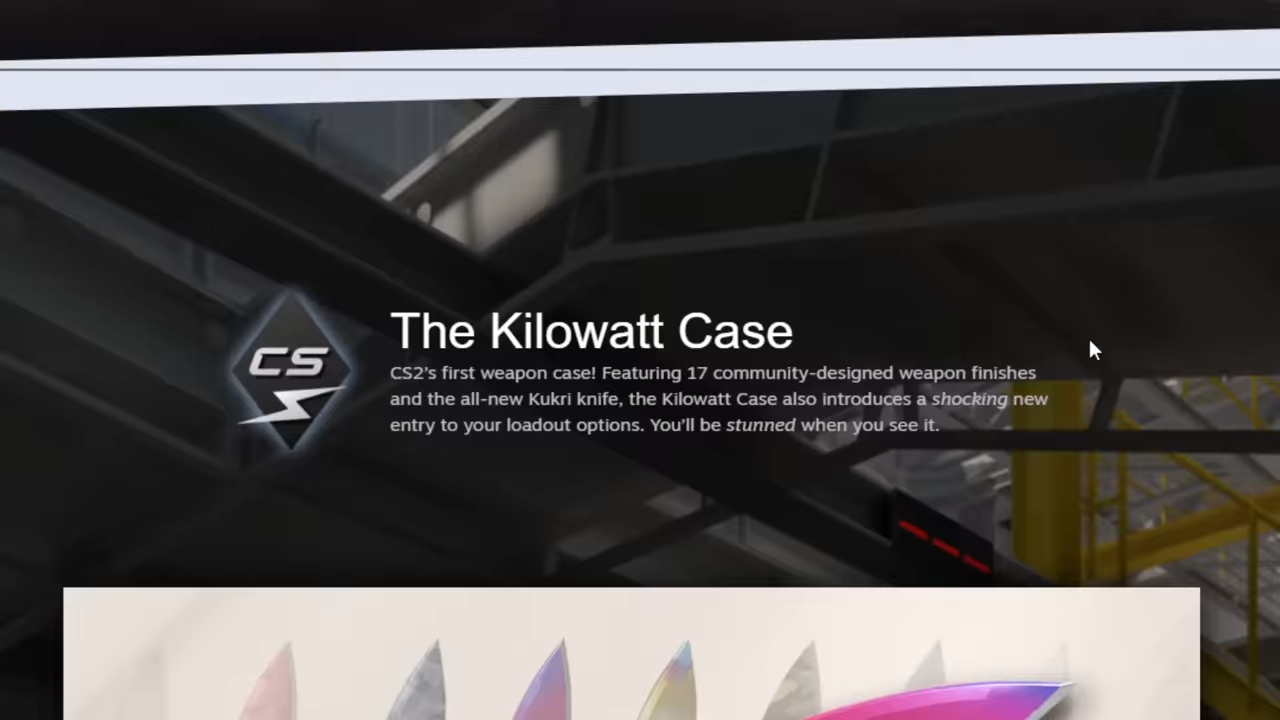 The Kilowatt Case
CS2's first weapon case! Featuring 17 community-designed weapon finishes
and the all-new Kukri knife, the Kilowatt Case also introduces a shocking new
entry to your loadout options. You'll be stunned when you see it.
CS